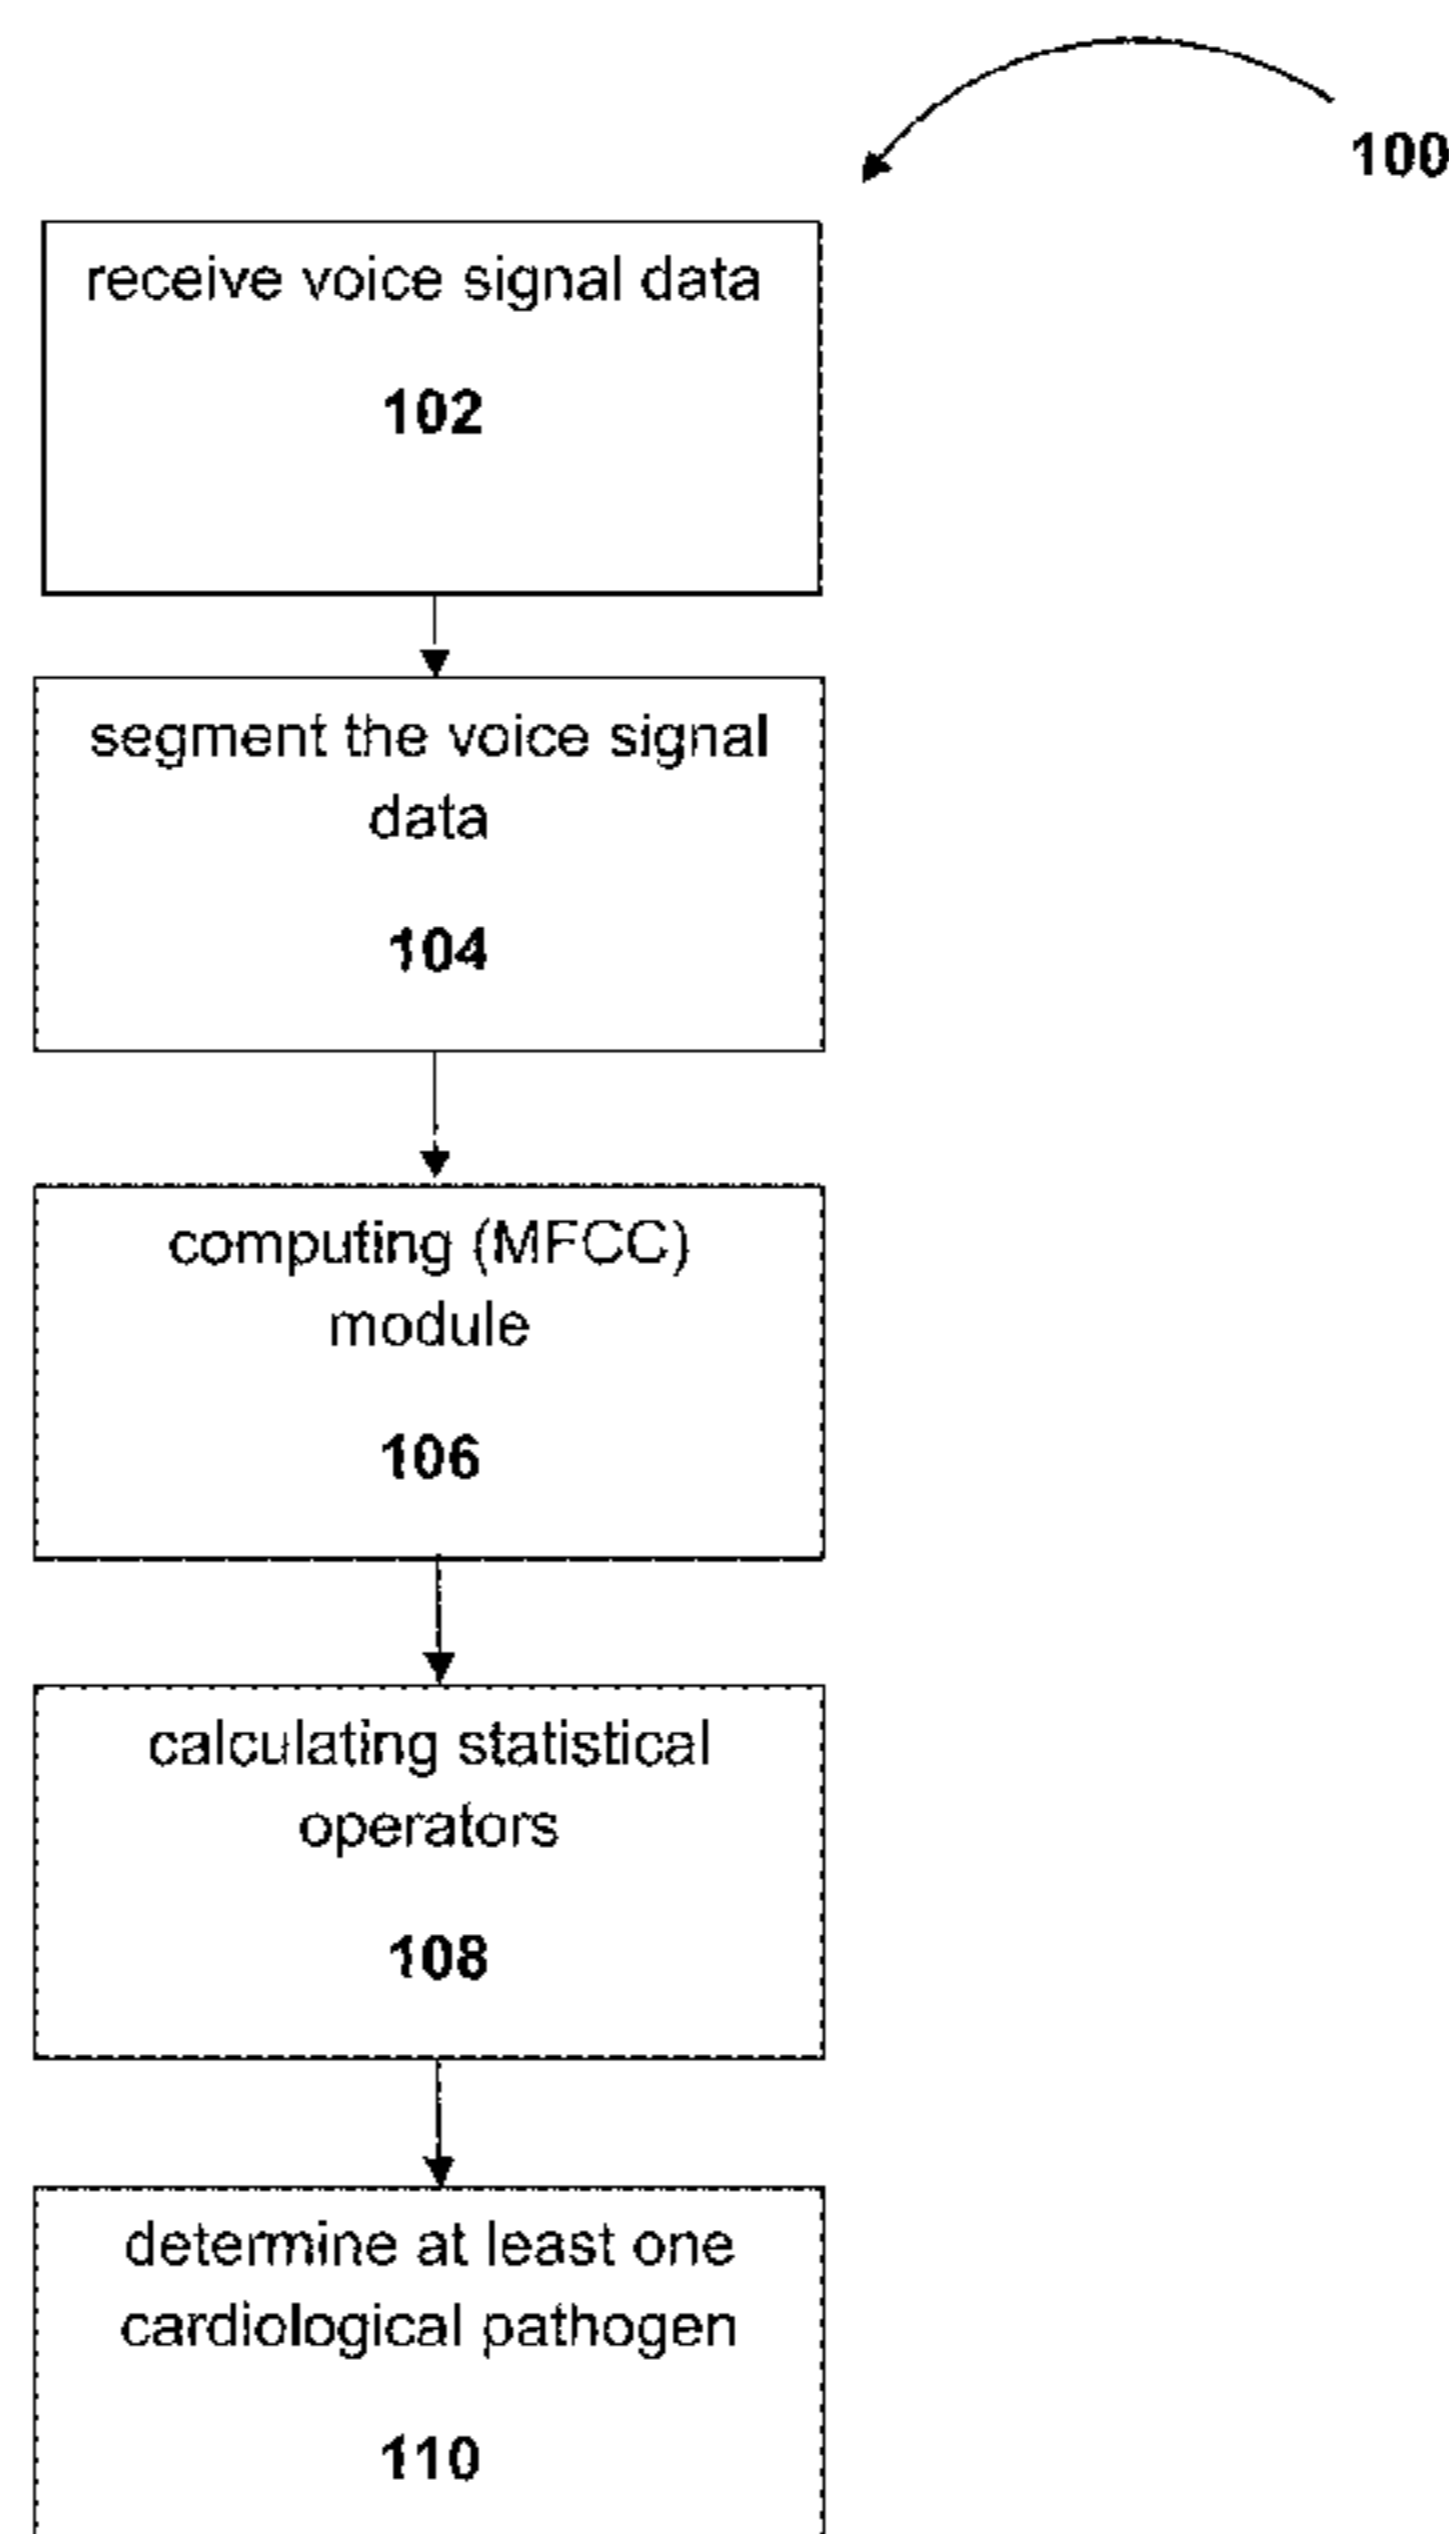 100
receive voice signal data
102
segment the voice signal
data
104
computing (MFCC)
module
106
calculating statistical
operators
108
determine at least one
cardiological pathogen
110